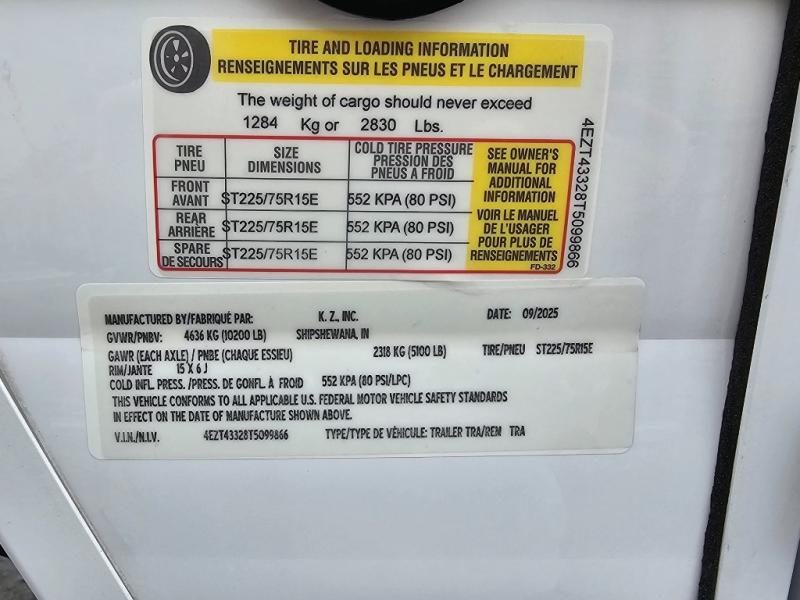 TIRE AND LOADING INFORMATION
RENSEIGNEMENTS SUR LES PNEUS ET LE CHARGEMENT
The weight of cargo should never exceed
1284 Kg or 2830 Lbs.
TIRE PNEU SIZE DIMENSIONS COLD TIRE PRESSURE PRESSION DES PNEUS A FROID
FRONT AVANT ST225/75R15E 552 KPA (80 PSI)
REAR ARRIÈRE ST225/75R15E 552 KPA (80 PSI)
SPARE DE SECOURS ST225/75R15E 552 KPA (80 PSI)
SEE OWNER'S
MANUAL FOR
ADDITIONAL
INFORMATION
VOIR LE MANUEL
DE L'USAGER
POUR PLUS DE
RENSEIGNEMENTS
FD-332
4EZT43328T5099866
MANUFACTURED BY/FABRIQUÉ PAR: K. Z., INC. DATE: 09/2025
GVWR/PNBV: 4636 KG (10200 LB) SHIPSHEWANA, IN
GAWR (EACH AXLE) / PNBE (CHAQUE ESSIEU) 2318 KG (5100 LB) TIRE/PNEU ST225/75R15E
RIM/JANTE 15 X 6 J
COLD INFL. PRESS. /PRESS. DE GONFL. À FROID 552 KPA (80 PSI/LPC)
THIS VEHICLE CONFORMS TO ALL APPLICABLE U.S. FEDERAL MOTOR VEHICLE SAFETY STANDARDS
IN EFFECT ON THE DATE OF MANUFACTURE SHOWN ABOVE.
V.I.N./N.I.V. 4EZT43328T5099866 TYPE/TYPE DE VÉHICULE: TRAILER TRA/REM TRA